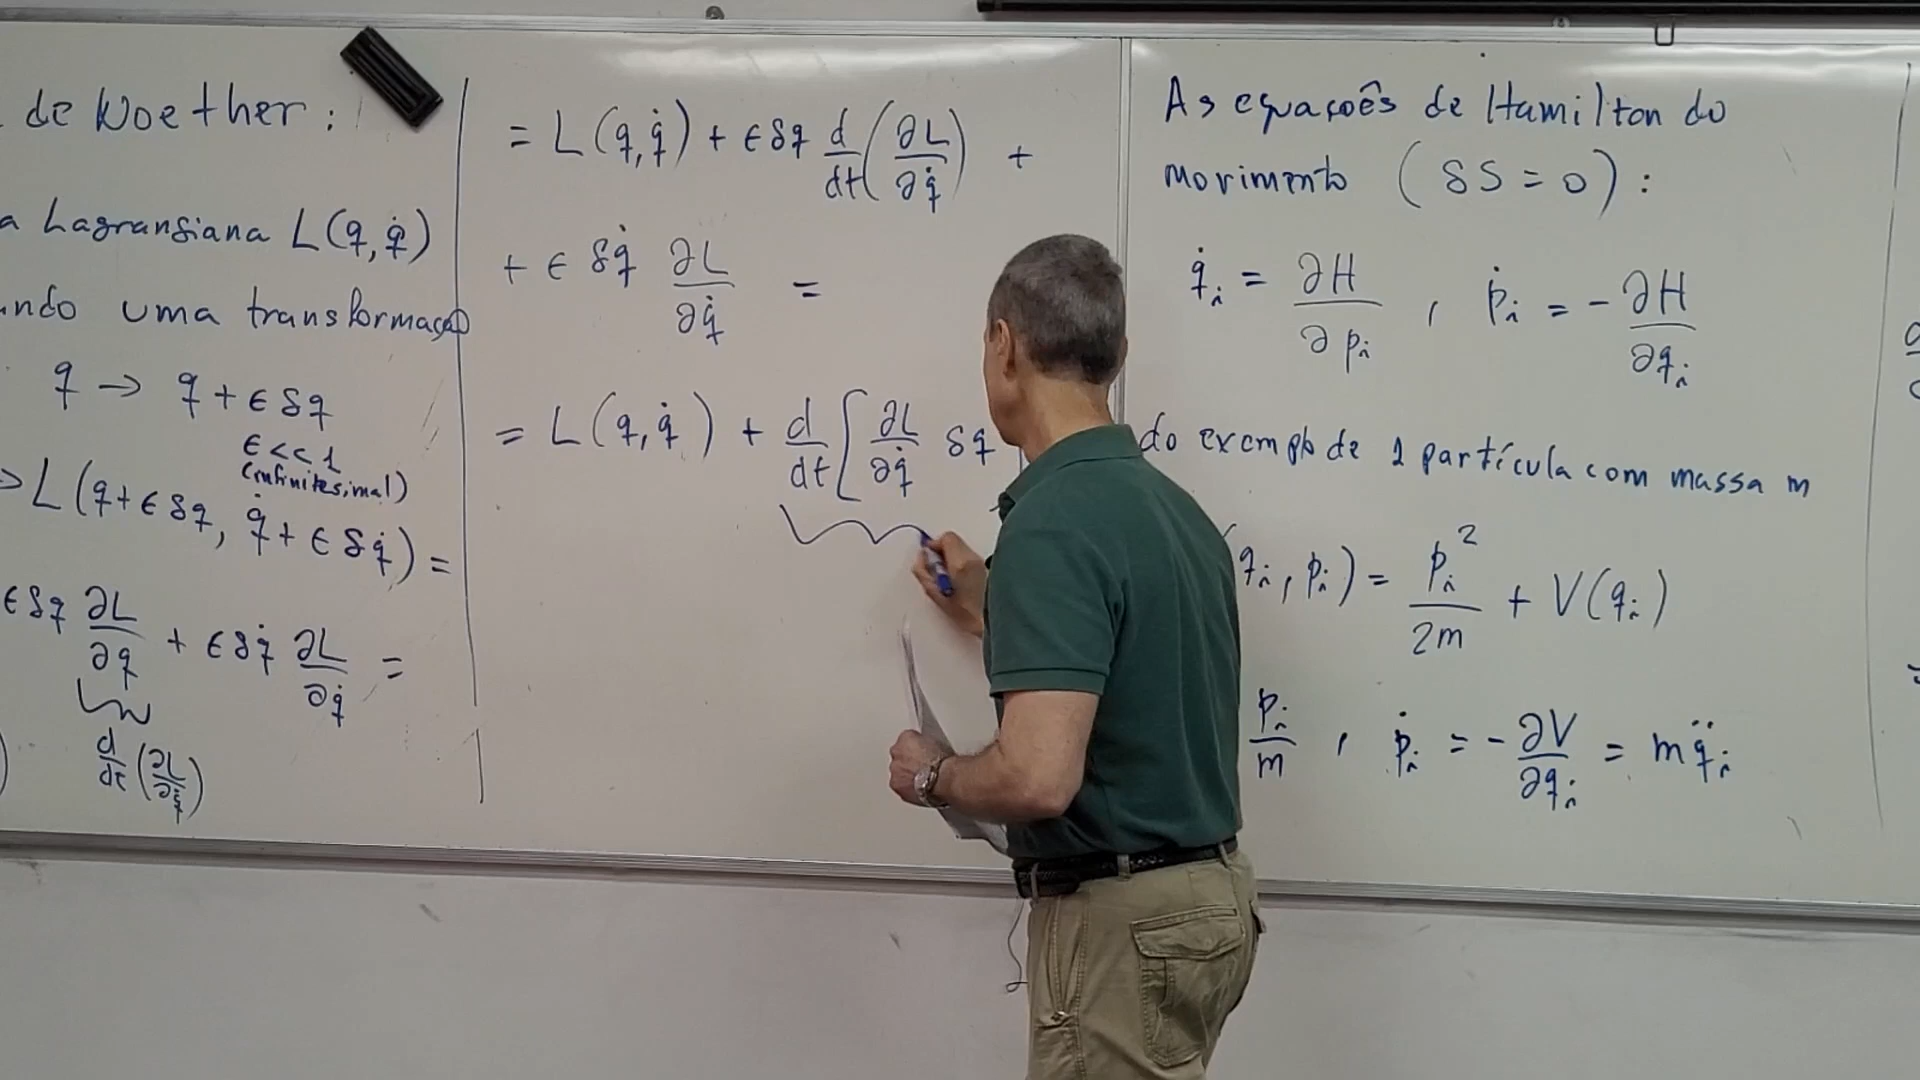 de Noether:
a Lagrangiana L(q, q̇)
ndo uma transformação
q → q + ϵ δq
ϵ << 1
(infinitesimal)
> L(q + ϵ δq, q̇ + ϵ δq̇) =
ϵ δq ∂L/∂q + ϵ δq̇ ∂L/∂q̇ =
d/dt (∂L/∂q̇)
= L(q, q̇) + ϵ δq d/dt (∂L/∂q̇) +
+ ϵ δq̇ ∂L/∂q̇ =
= L(q, q̇) + d/dt [∂L/∂q̇ δq
As equaçoês de Hamilton do
movimento (δS = 0):
q̇i = ∂H/∂pi , ṗi = - ∂H/∂qi
do exemplo de 1 partícula com massa m
qi, pi) = pi²/2m + V(qi)
pi/m , ṗi = - ∂V/∂qi = m q̈i